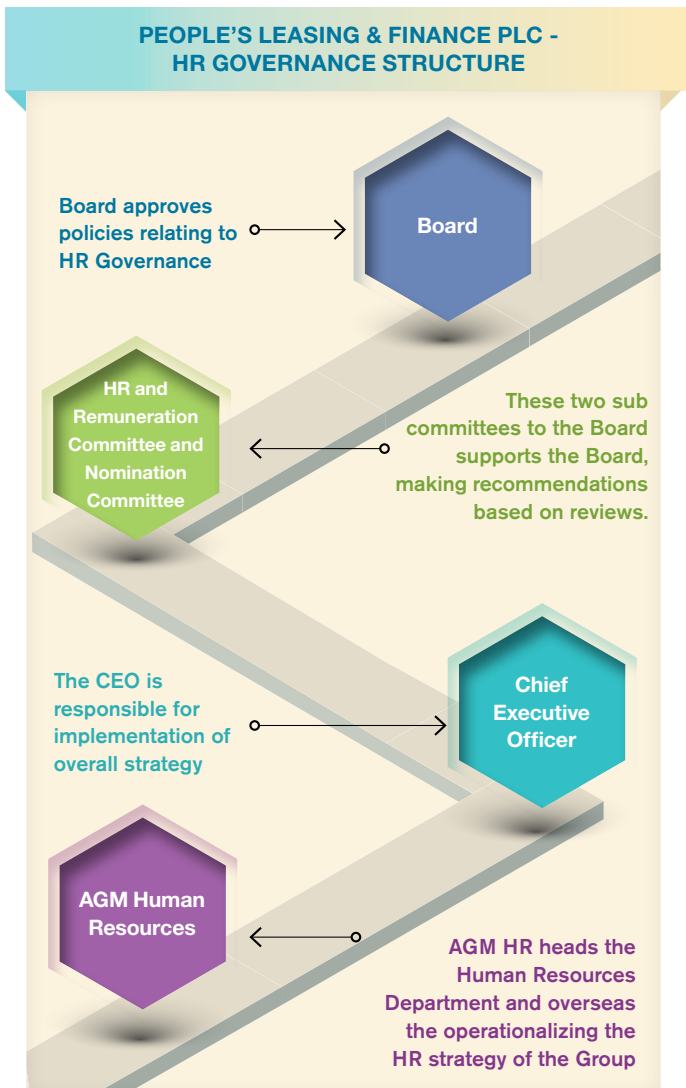 PEOPLE’S LEASING & FINANCE PLC -
HR GOVERNANCE STRUCTURE
Board approves
policies relating to
HR Governance
Board
HR and
Remuneration
Committee and
Nomination
Committee
These two sub
committees to the Board
supports the Board,
making recommendations
based on reviews.
The CEO is
responsible for
implementation of
overall strategy
Chief
Executive
Officer
AGM Human
Resources
AGM HR heads the
Human Resources
Department and overseas
the operationalizing the
HR strategy of the Group